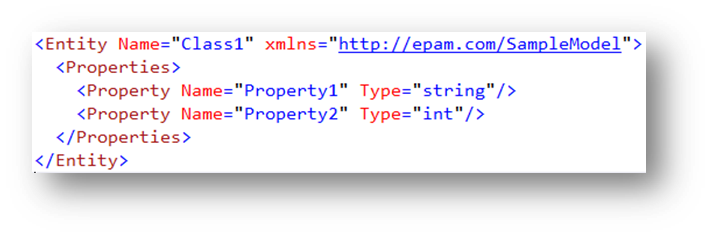 <Entity Name="Class1" xmlns="http://epam.com/SampleModel">
  <Properties>
    <Property Name="Property1" Type="string"/>
    <Property Name="Property2" Type="int"/>
  </Properties>
</Entity>